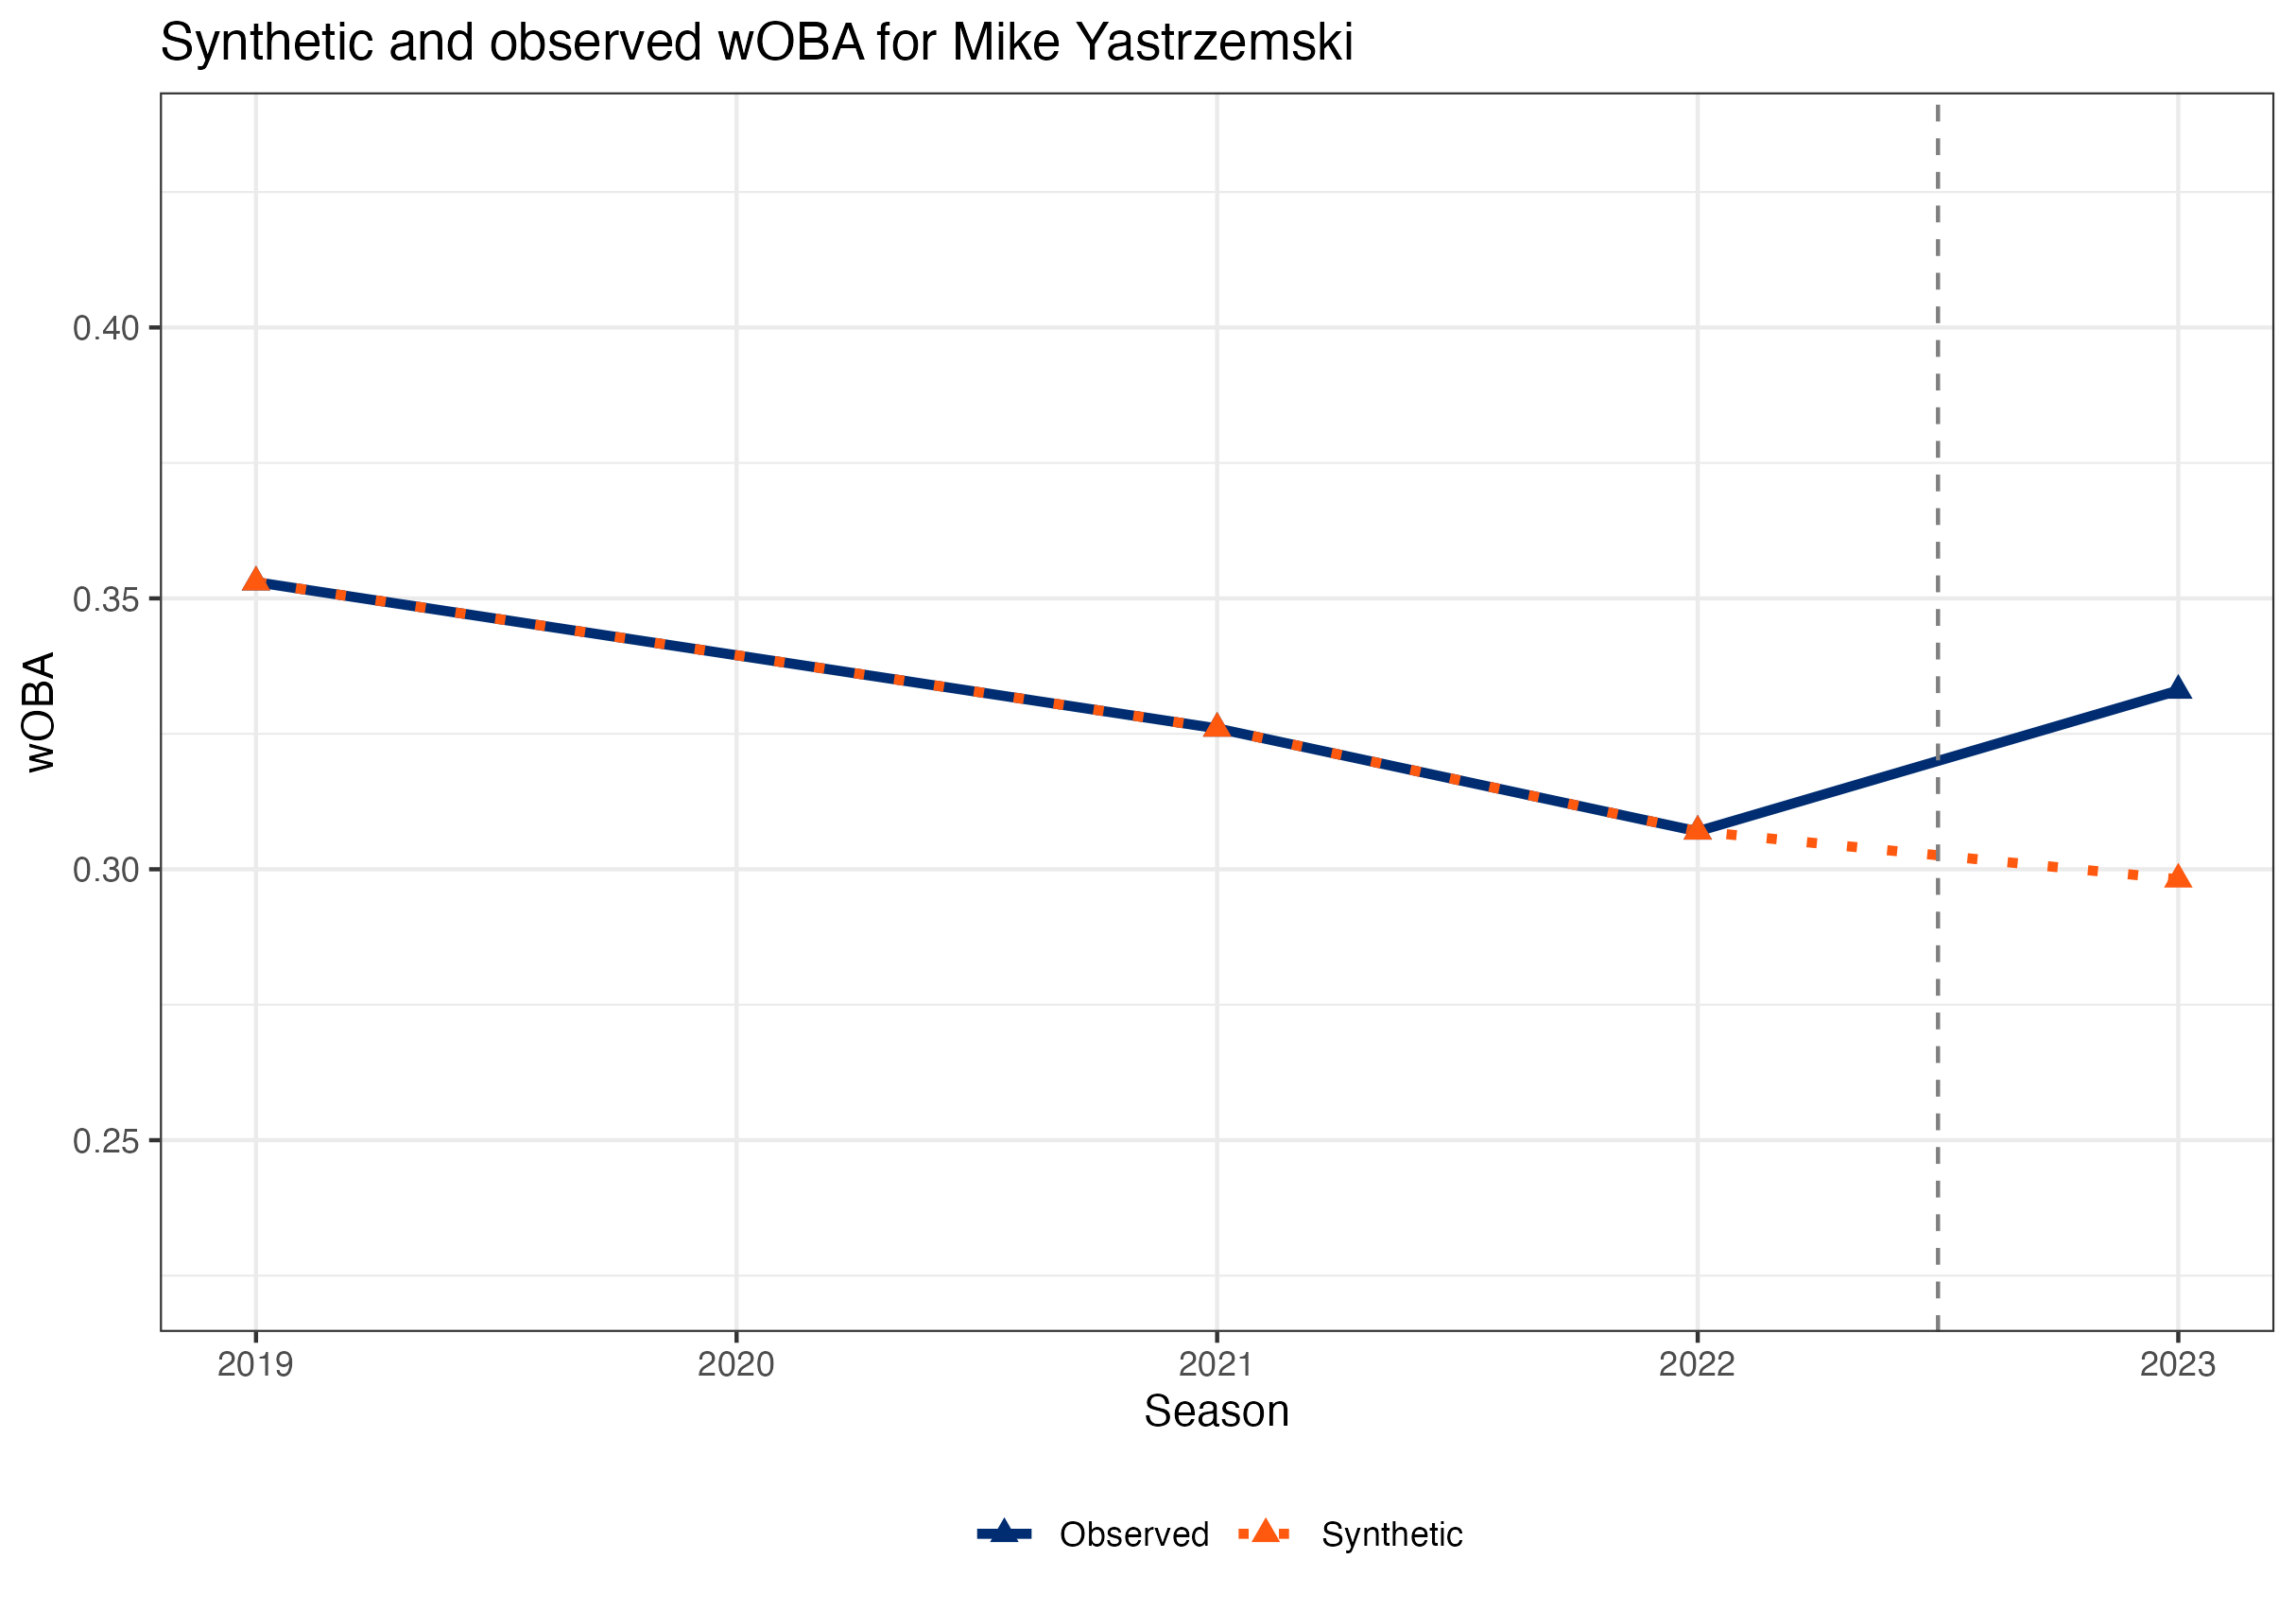 Synthetic and observed wOBA for Mike Yastrzemski
wOBA
0.40
0.35
0.30
0.25
2019 2020 2021 2022 2023
Season
Observed Synthetic